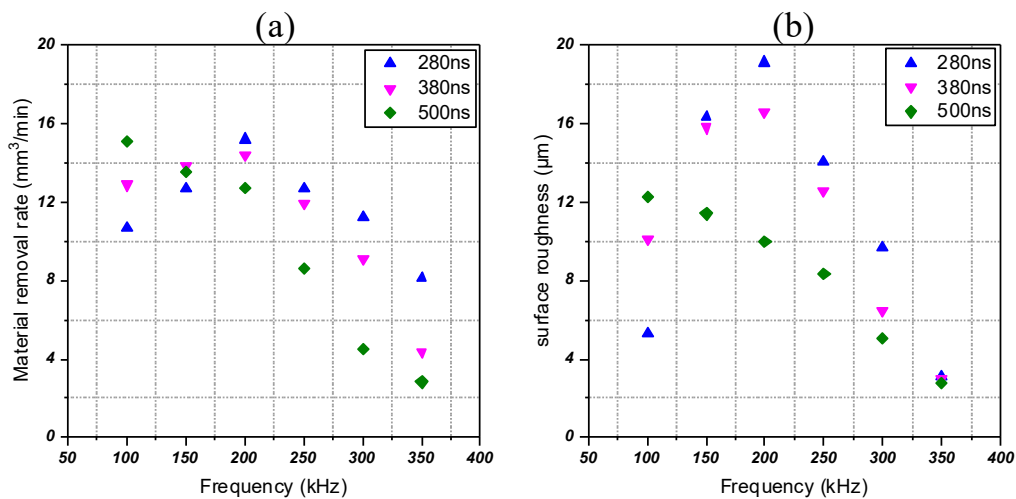 (a)
20
16
12
8
4
0
50 100 150 200 250 300 350 400
Material removal rate (mm³/min)
Frequency (kHz)
280ns
380ns
500ns
(b)
20
16
12
8
4
0
50 100 150 200 250 300 350 400
surface roughness (µm)
Frequency (kHz)
280ns
380ns
500ns